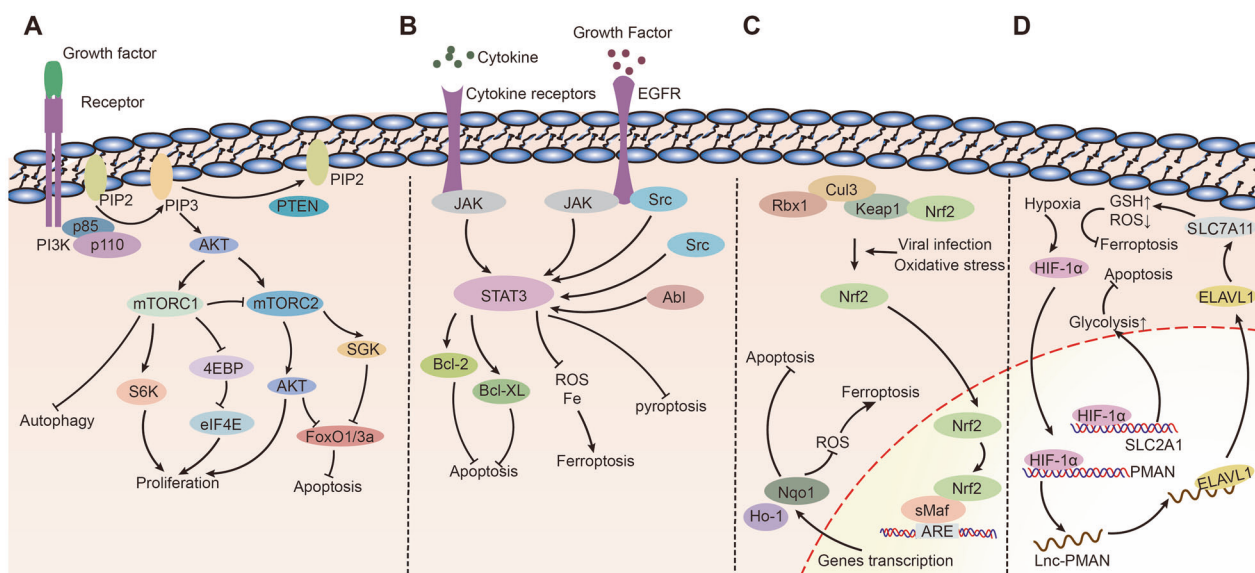 A
Growth factor
Receptor
PIP2
PIP3
PIP2
PTEN
p85
PI3K
p110
AKT
mTORC1
mTORC2
SGK
4EBP
S6K
AKT
Autophagy
eIF4E
FoxO1/3a
Proliferation
Apoptosis
B
Cytokine
Growth Factor
Cytokine receptors
EGFR
JAK
JAK
Src
Src
STAT3
Abl
Bcl-2
Bcl-XL
ROS
Fe
pyroptosis
Apoptosis
Ferroptosis
C
Cul3
Rbx1
Keap1
Nrf2
Viral infection
Oxidative stress
Nrf2
Apoptosis
Ferroptosis
ROS
Nrf2
Nqo1
Nrf2
Ho-1
sMaf
ARE
Genes transcription
D
Hypoxia
GSH↑
ROS↓
SLC7A11
Ferroptosis
HIF-1α
Apoptosis
ELAVL1
Glycolysis↑
HIF-1α
SLC2A1
HIF-1α
PMAN
ELAVL1
Lnc-PMAN